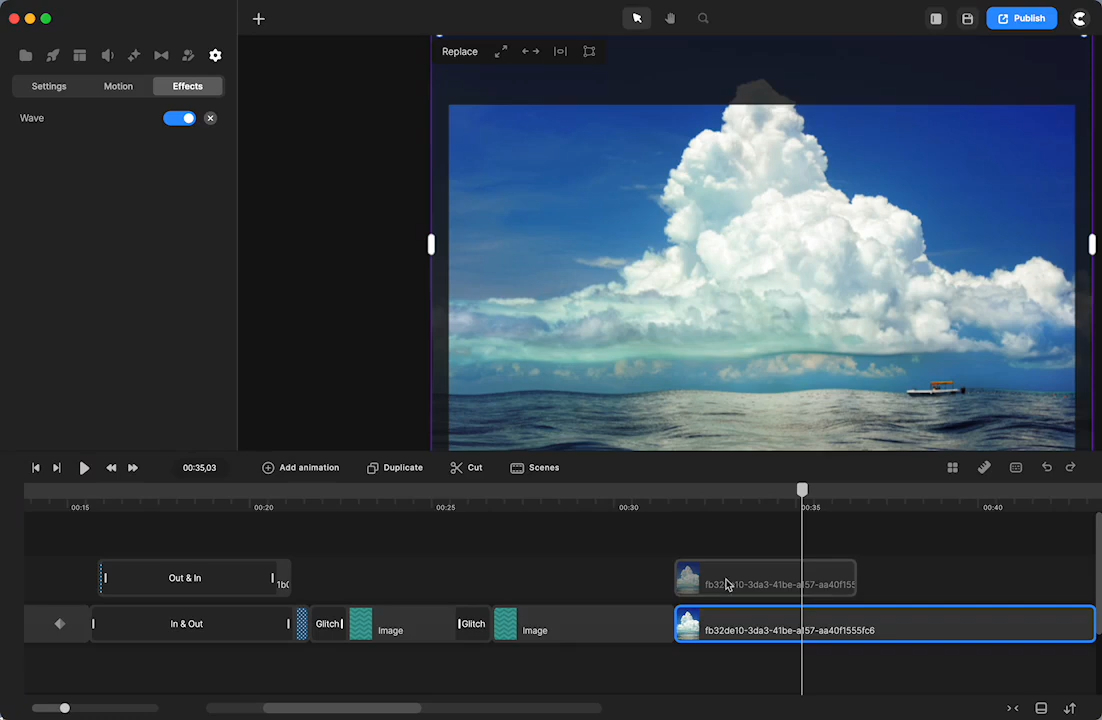 Publish
Replace
Settings
Motion
Effects
Wave
00:35,03
Add animation
Duplicate
Cut
Scenes
00:15
00:20
00:25
00:30
00:35
00:40
Out & In
In & Out
Glitch
Image
Glitch
Image
fb32de10-3da3-41be-a157-aa40f1555fc6